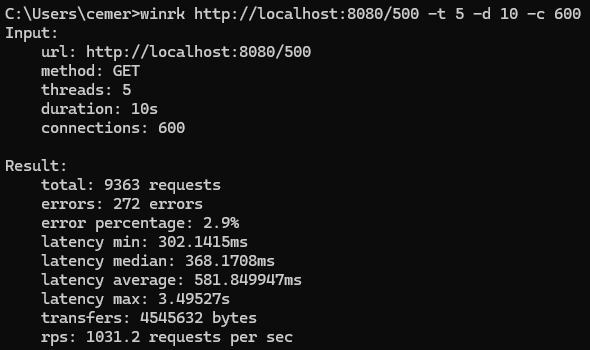 C:\Users\cemer>winrk http://localhost:8080/500 -t 5 -d 10 -c 600
Input:
url: http://localhost:8080/500
method: GET
threads: 5
duration: 10s
connections: 600
Result:
total: 9363 requests
errors: 272 errors
error percentage: 2.9%
latency min: 302.1415ms
latency median: 368.1708ms
latency average: 581.849947ms
latency max: 3.49527s
transfers: 4545632 bytes
rps: 1031.2 requests per sec